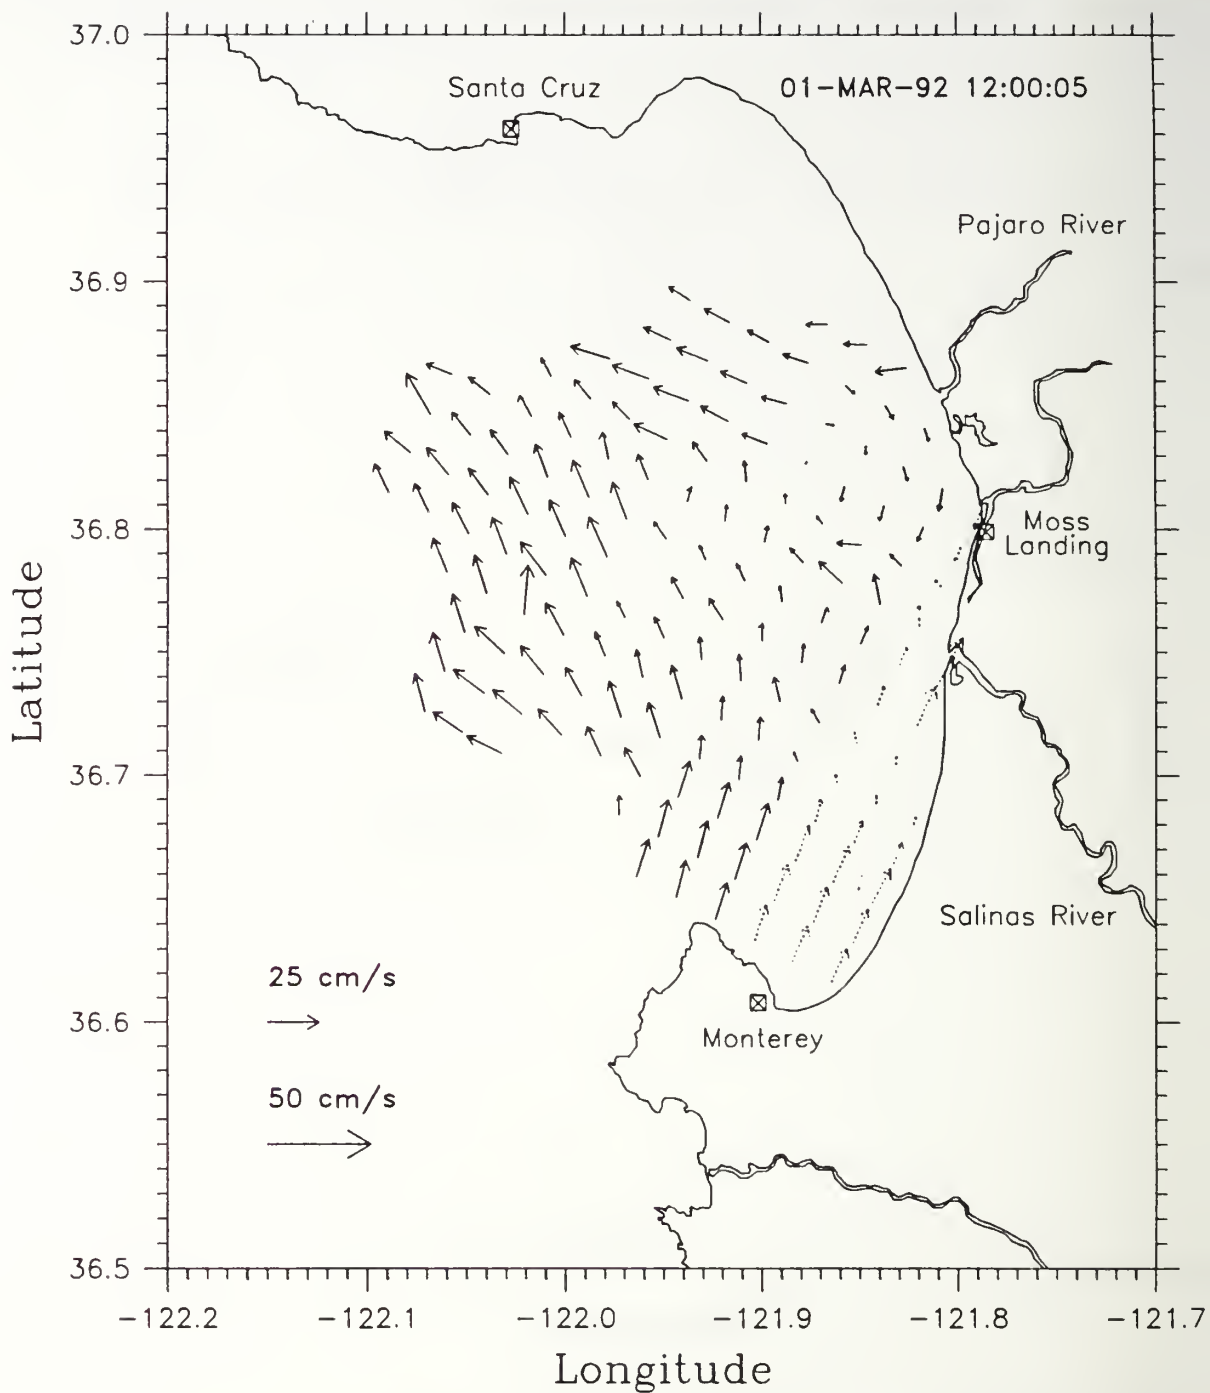 37.0
Santa Cruz
01-MAR-92 12:00:05
Pajaro River
36.9
36.8
Moss
Landing
Latitude
36.7
Salinas River
25 cm/s
36.6
Monterey
50 cm/s
36.5
-122.2
-122.1
-122.0
-121.9
-121.8
-121.7
Longitude